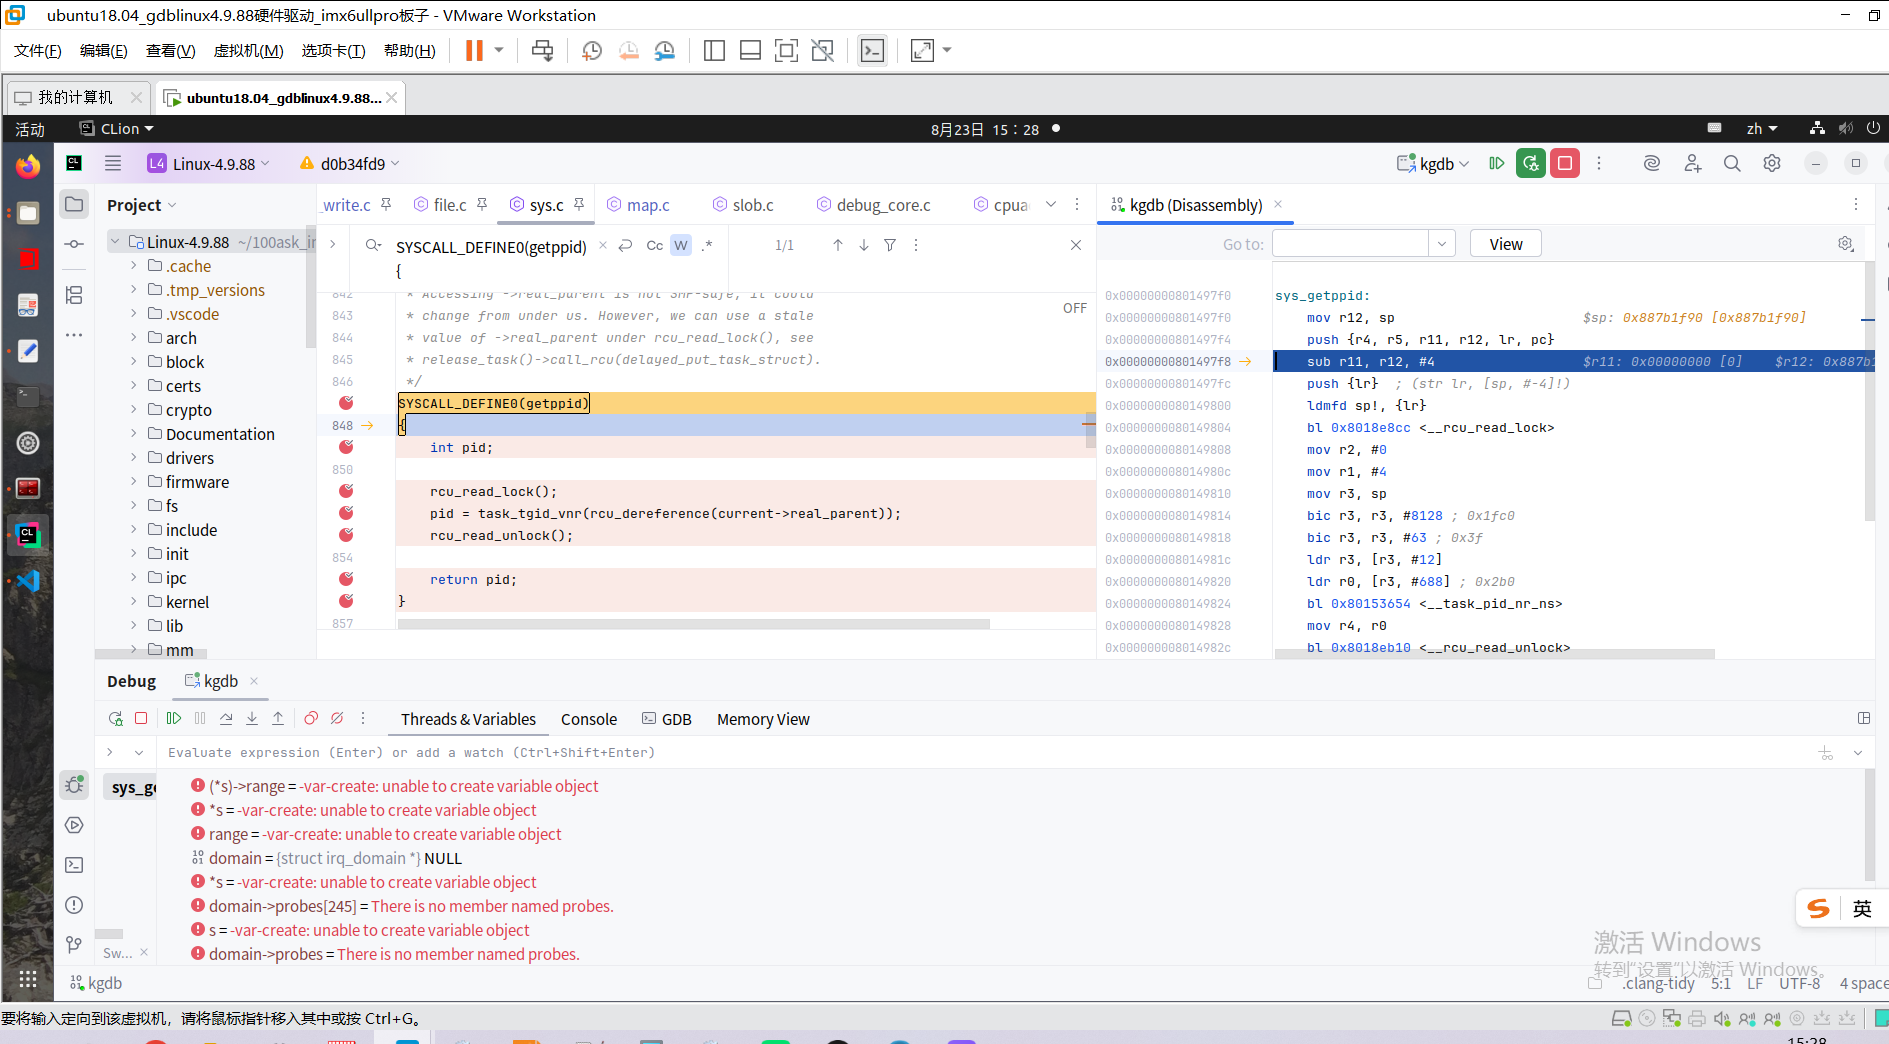 ubuntu18.04_gdblinux4.9.88硬件驱动_imx6ullpro板子 - VMware Workstation
文件(F) 编辑(E) 查看(V) 虚拟机(M) 选项卡(T) 帮助(H)
我的计算机 ubuntu18.04_gdblinux4.9.88...
活动 CLion 8月23日 15：28 zh
L4 Linux-4.9.88 d0b34fd9 kgdb
Project
_write.c file.c sys.c map.c slob.c debug_core.c cpua
kgdb (Disassembly)
Linux-4.9.88 ~/100ask_i
.cache
.tmp_versions
.vscode
arch
block
certs
crypto
Documentation
drivers
firmware
fs
include
init
ipc
kernel
lib
mm
SYSCALL_DEFINE0(getppid)
{
Cc W .* 1/1
OFF
842 * Accessing ->real_parent is not SMP-safe, it could
843 * change from under us. However, we can use a stale
844 * value of ->real_parent under rcu_read_lock(), see
845 * release_task()->call_rcu(delayed_put_task_struct).
846 */
SYSCALL_DEFINE0(getppid)
848 {
int pid;
850
rcu_read_lock();
pid = task_tgid_vnr(rcu_dereference(current->real_parent));
rcu_read_unlock();
854
return pid;
}
857
Go to: View
0x00000000801497f0 sys_getppid:
0x00000000801497f0 mov r12, sp $sp: 0x887b1f90 [0x887b1f90]
0x00000000801497f4 push {r4, r5, r11, r12, lr, pc}
0x00000000801497f8 sub r11, r12, #4 $r11: 0x00000000 [0] $r12: 0x887b1
0x00000000801497fc push {lr} ; (str lr, [sp, #-4]!)
0x0000000080149800 ldmfd sp!, {lr}
0x0000000080149804 bl 0x8018e8cc <__rcu_read_lock>
0x0000000080149808 mov r2, #0
0x000000008014980c mov r1, #4
0x0000000080149810 mov r3, sp
0x0000000080149814 bic r3, r3, #8128 ; 0x1fc0
0x0000000080149818 bic r3, r3, #63 ; 0x3f
0x000000008014981c ldr r3, [r3, #12]
0x0000000080149820 ldr r0, [r3, #688] ; 0x2b0
0x0000000080149824 bl 0x80153654 <__task_pid_nr_ns>
0x0000000080149828 mov r4, r0
0x000000008014982c bl 0x8018eb10 <__rcu_read_unlock>
Debug kgdb
Threads & Variables Console GDB Memory View
Evaluate expression (Enter) or add a watch (Ctrl+Shift+Enter)
sys_ge
(*s)->range = -var-create: unable to create variable object
*s = -var-create: unable to create variable object
range = -var-create: unable to create variable object
domain = {struct irq_domain *} NULL
*s = -var-create: unable to create variable object
domain->probes[245] = There is no member named probes.
s = -var-create: unable to create variable object
domain->probes = There is no member named probes.
Sw...
英
激活 Windows
转到“设置”以激活 Windows。
kgdb .clang-tidy 5:1 LF UTF-8 4 space
要将输入定向到该虚拟机，请将鼠标指针移入其中或按 Ctrl+G。
15:28